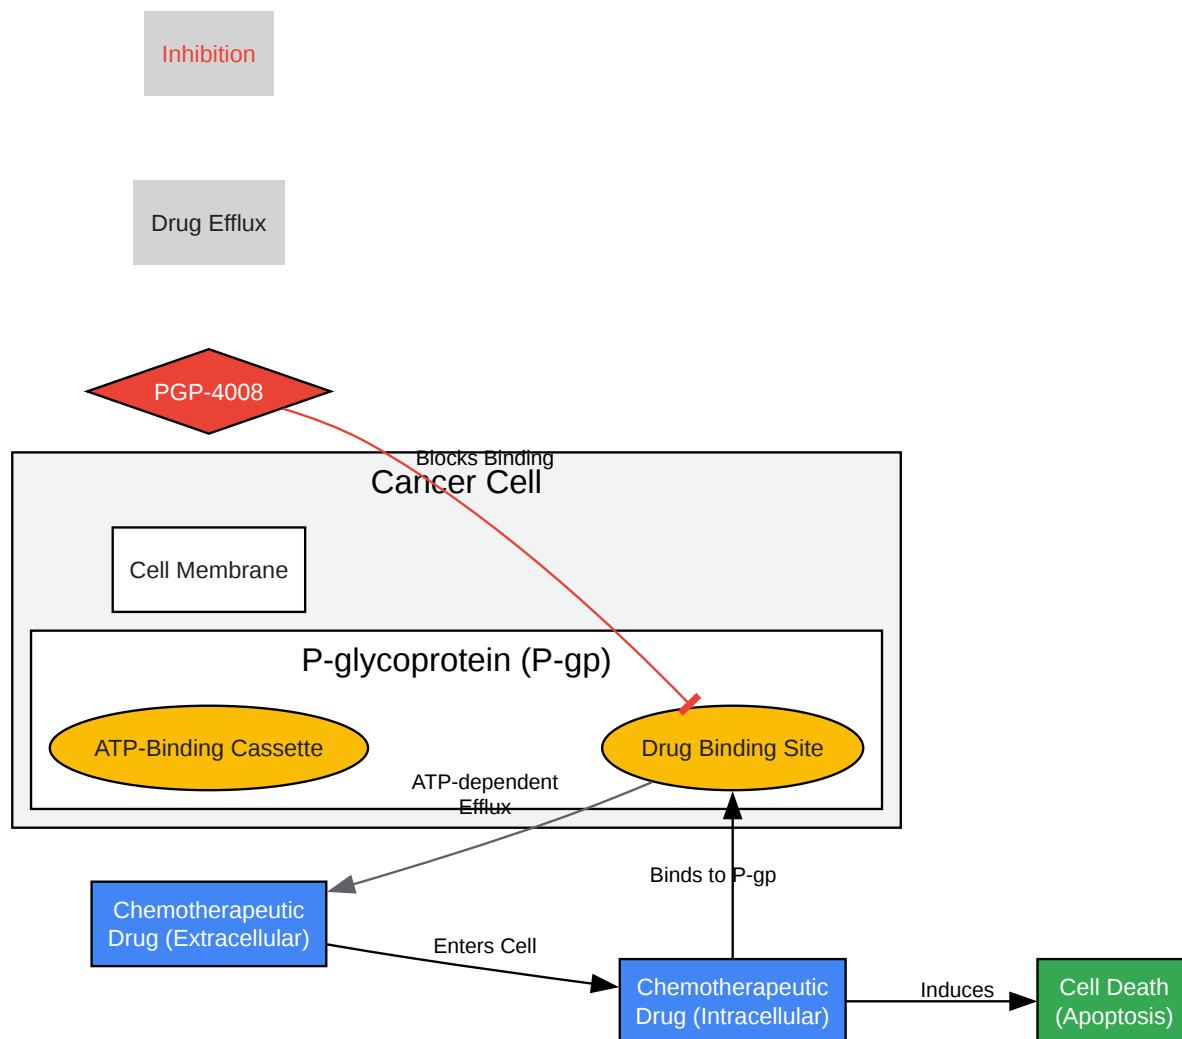 Inhibition
Drug Efflux
PGP-4008
Blocks Binding
Cancer Cell
Cell Membrane
P-glycoprotein (P-gp)
ATP-Binding Cassette
Drug Binding Site
ATP-dependent
Efflux
Binds to P-gp
Chemotherapeutic
Drug (Extracellular)
Enters Cell
Chemotherapeutic
Drug (Intracellular)
Induces
Cell Death
(Apoptosis)